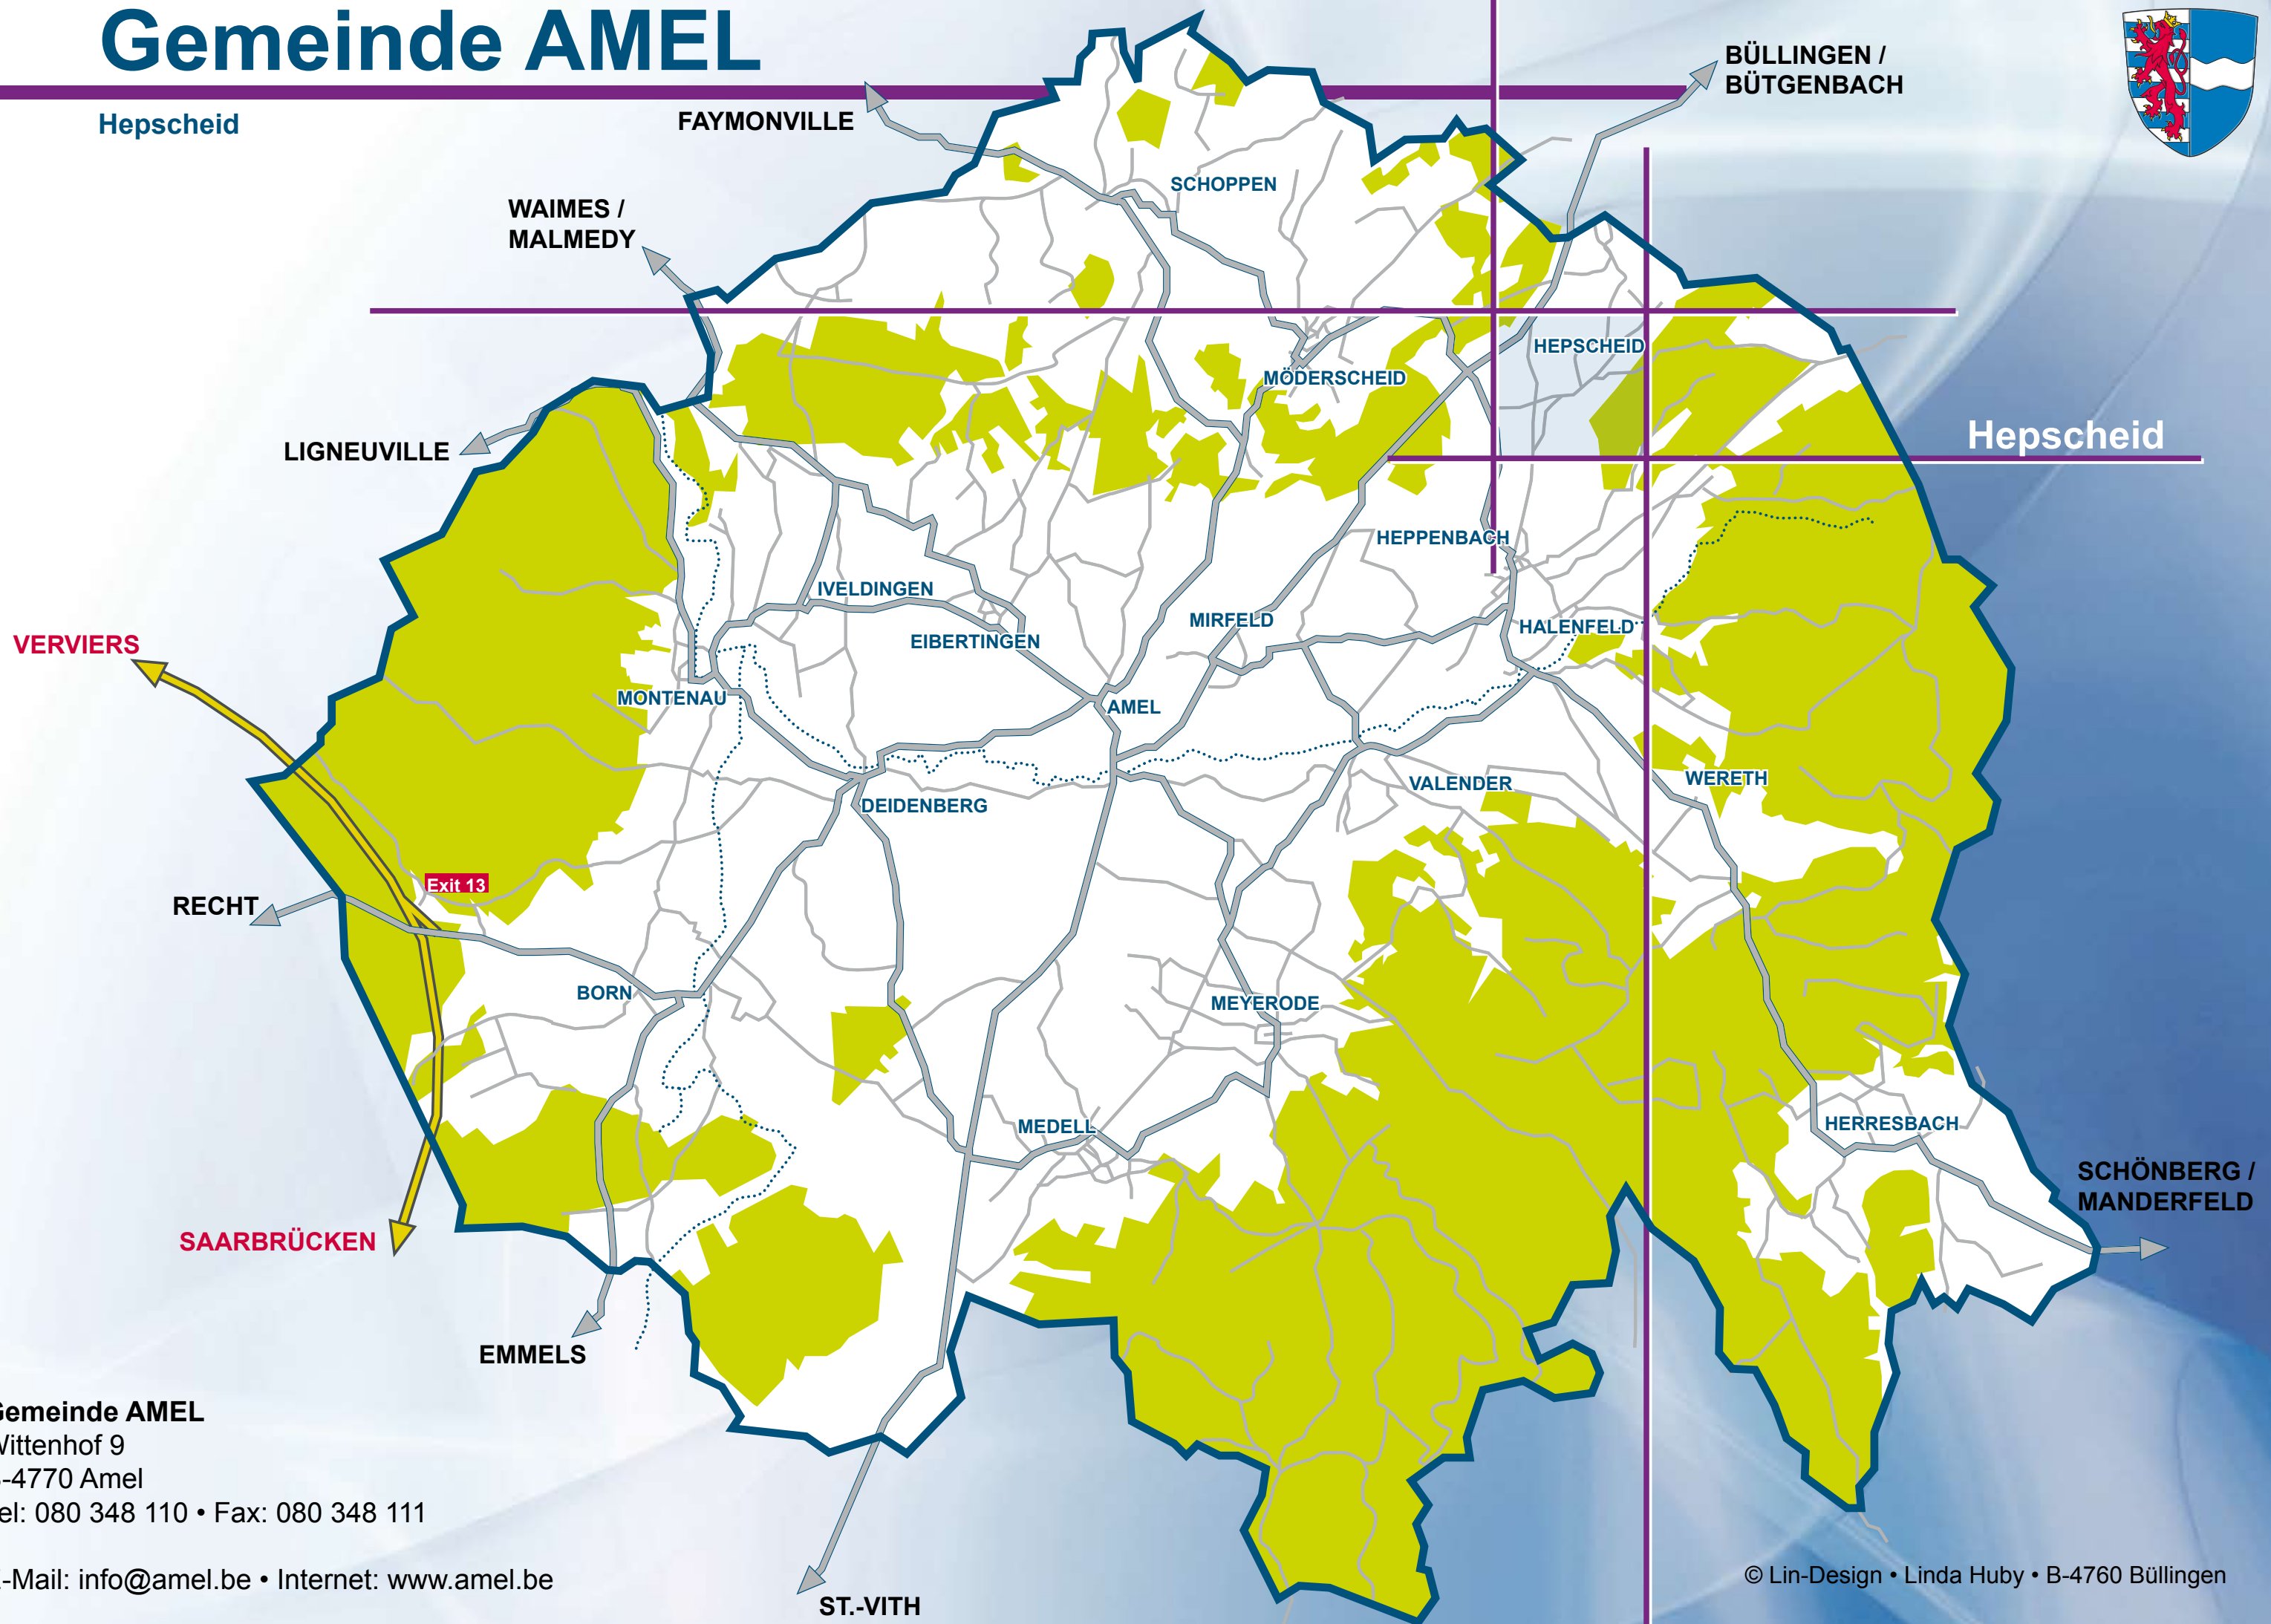 Gemeinde AMEL
Hepscheid
FAYMONVILLE
BÜLLINGEN /
BÜTGENBACH
WAIMES /
MALMEDY
SCHOPPEN
HEPSCHEID
MÖDERSCHEID
LIGNEUVILLE
Hepscheid
HEPPENBACH
IVELDINGEN
EIBERTINGEN
MIRFELD
HALENFELD
VERVIERS
MONTENAU
AMEL
DEIDENBERG
VALENDER
WERETH
Exit 13
RECHT
BORN
MEYERODE
MEDELL
HERRESBACH
SCHÖNBERG /
MANDERFELD
SAARBRÜCKEN
EMMELS
Gemeinde AMEL
Wittenhof 9
-4770 Amel
el: 080 348 110 • Fax: 080 348 111
-Mail: info@amel.be • Internet: www.amel.be
ST.-VITH
© Lin-Design • Linda Huby • B-4760 Büllingen